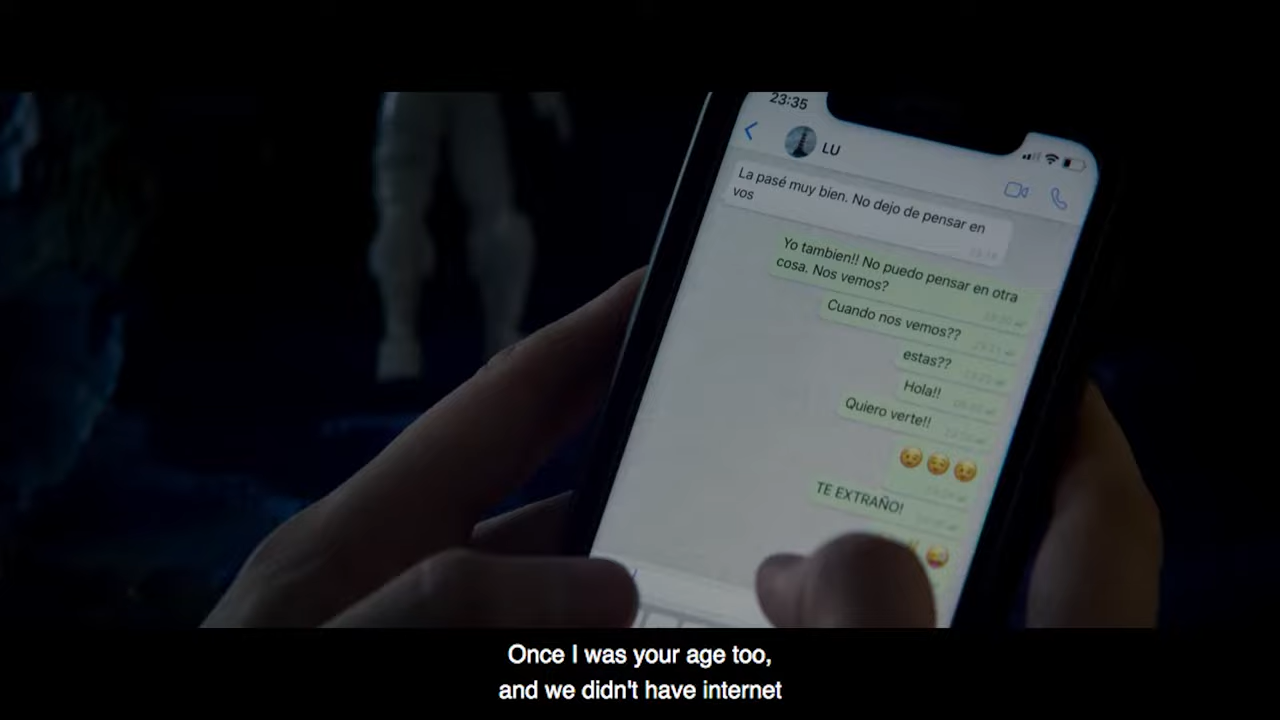 23:35
LU
La pasé muy bien. No dejo de pensar en
vos
Yo tambien!! No puedo pensar en otra
cosa. Nos vemos?
Cuando nos vemos??
estas??
Hola!!
Quiero verte!!
TE EXTRAÑO!
Once I was your age too,
and we didn't have internet